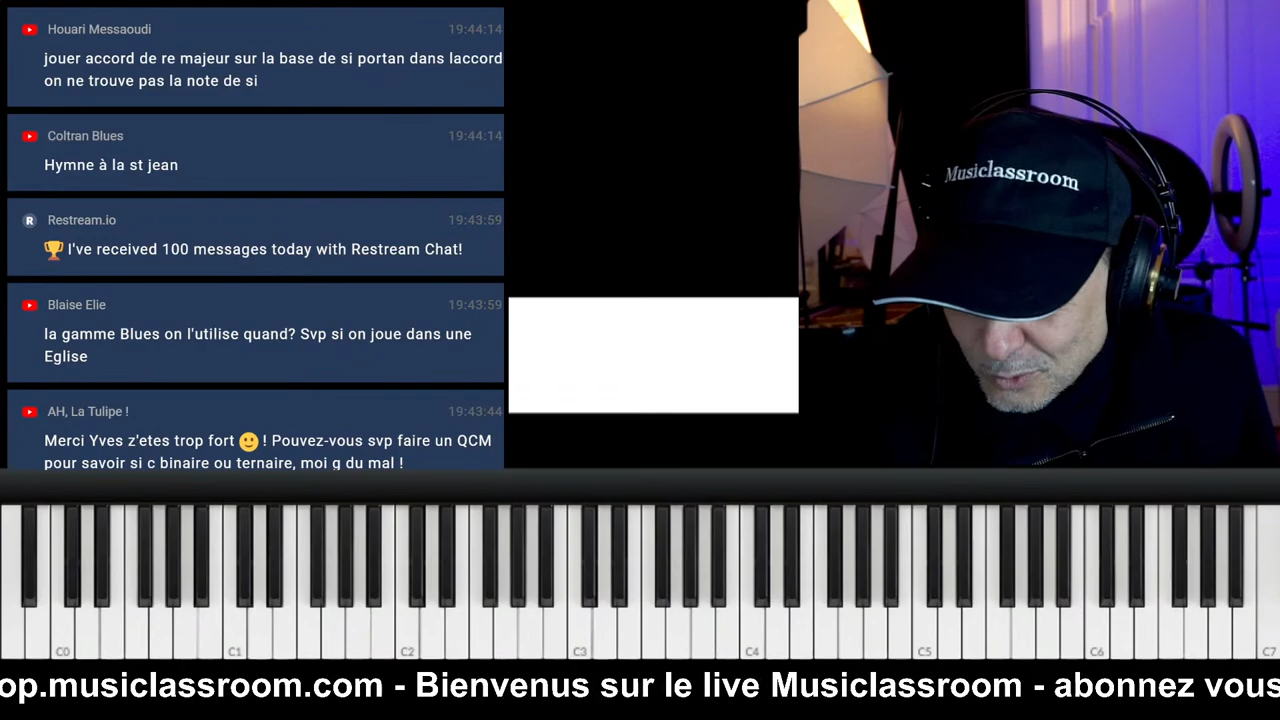 Houari Messaoudi 19:44:14
jouer accord de re majeur sur la base de si portan dans laccord
on ne trouve pas la note de si
Coltran Blues 19:44:14
Hymne à la st jean
R Restream.io 19:43:59
🏆 I've received 100 messages today with Restream Chat!
Blaise Elie 19:43:59
la gamme Blues on l'utilise quand? Svp si on joue dans une
Eglise
AH, La Tulipe ! 19:43:44
Merci Yves z'etes trop fort 🙂 ! Pouvez-vous svp faire un QCM
pour savoir si c binaire ou ternaire, moi g du mal !
Musiclassroom
C0 C1 C2 C3 C4 C5 C6 C7
op.musiclassroom.com - Bienvenus sur le live Musiclassroom - abonnez vous